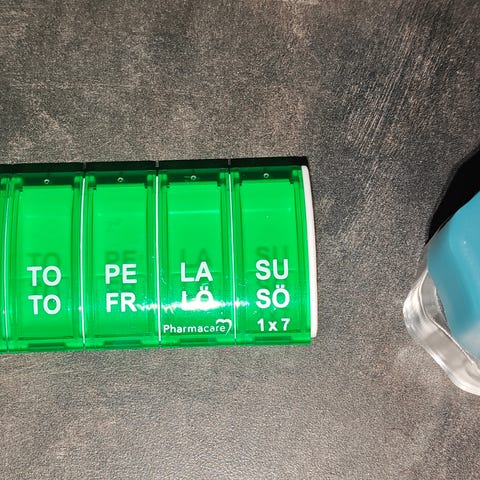 TO
TO
PE
FR
LA
LÖ
Pharmacare
SU
SÖ
1x7